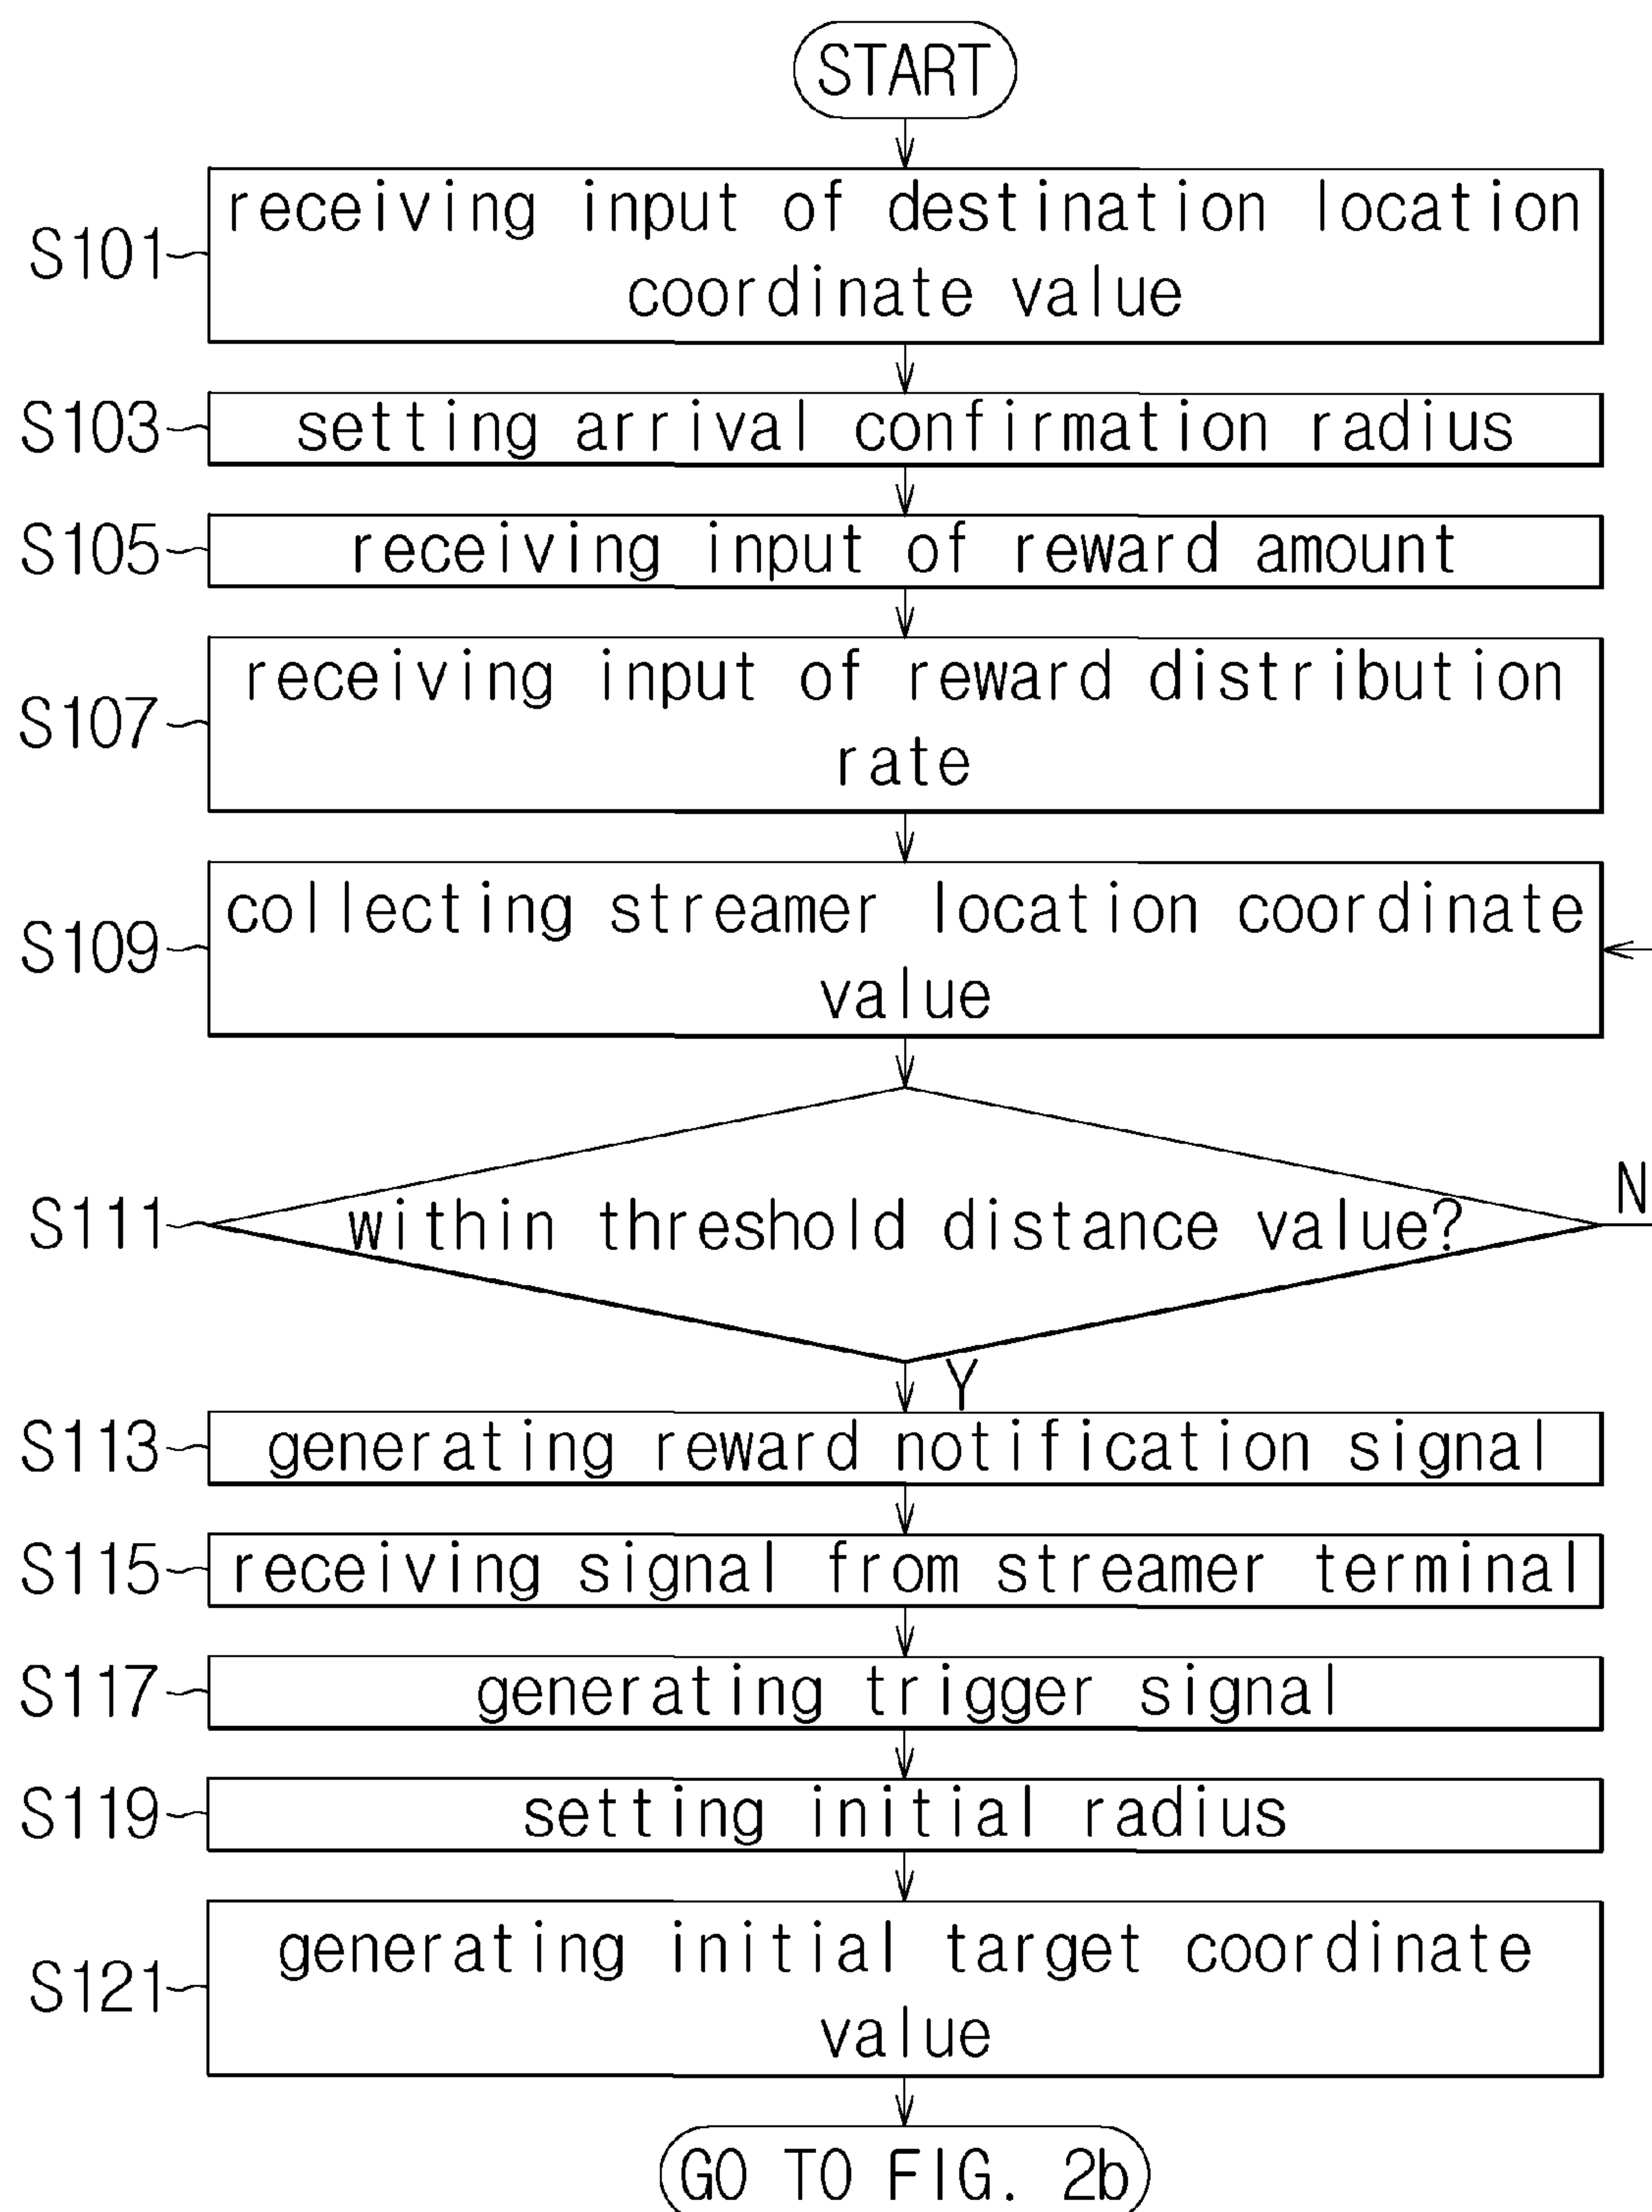 START
S101
receiving input of destination location
coordinate value
S103
setting arrival confirmation radius
S105
receiving input of reward amount
S107
receiving input of reward distribution
rate
S109
collecting streamer location coordinate
value
S111
within threshold distance value?
N
Y
S113
generating reward notification signal
S115
receiving signal from streamer terminal
S117
generating trigger signal
S119
setting initial radius
S121
generating initial target coordinate
value
GO TO FIG. 2b